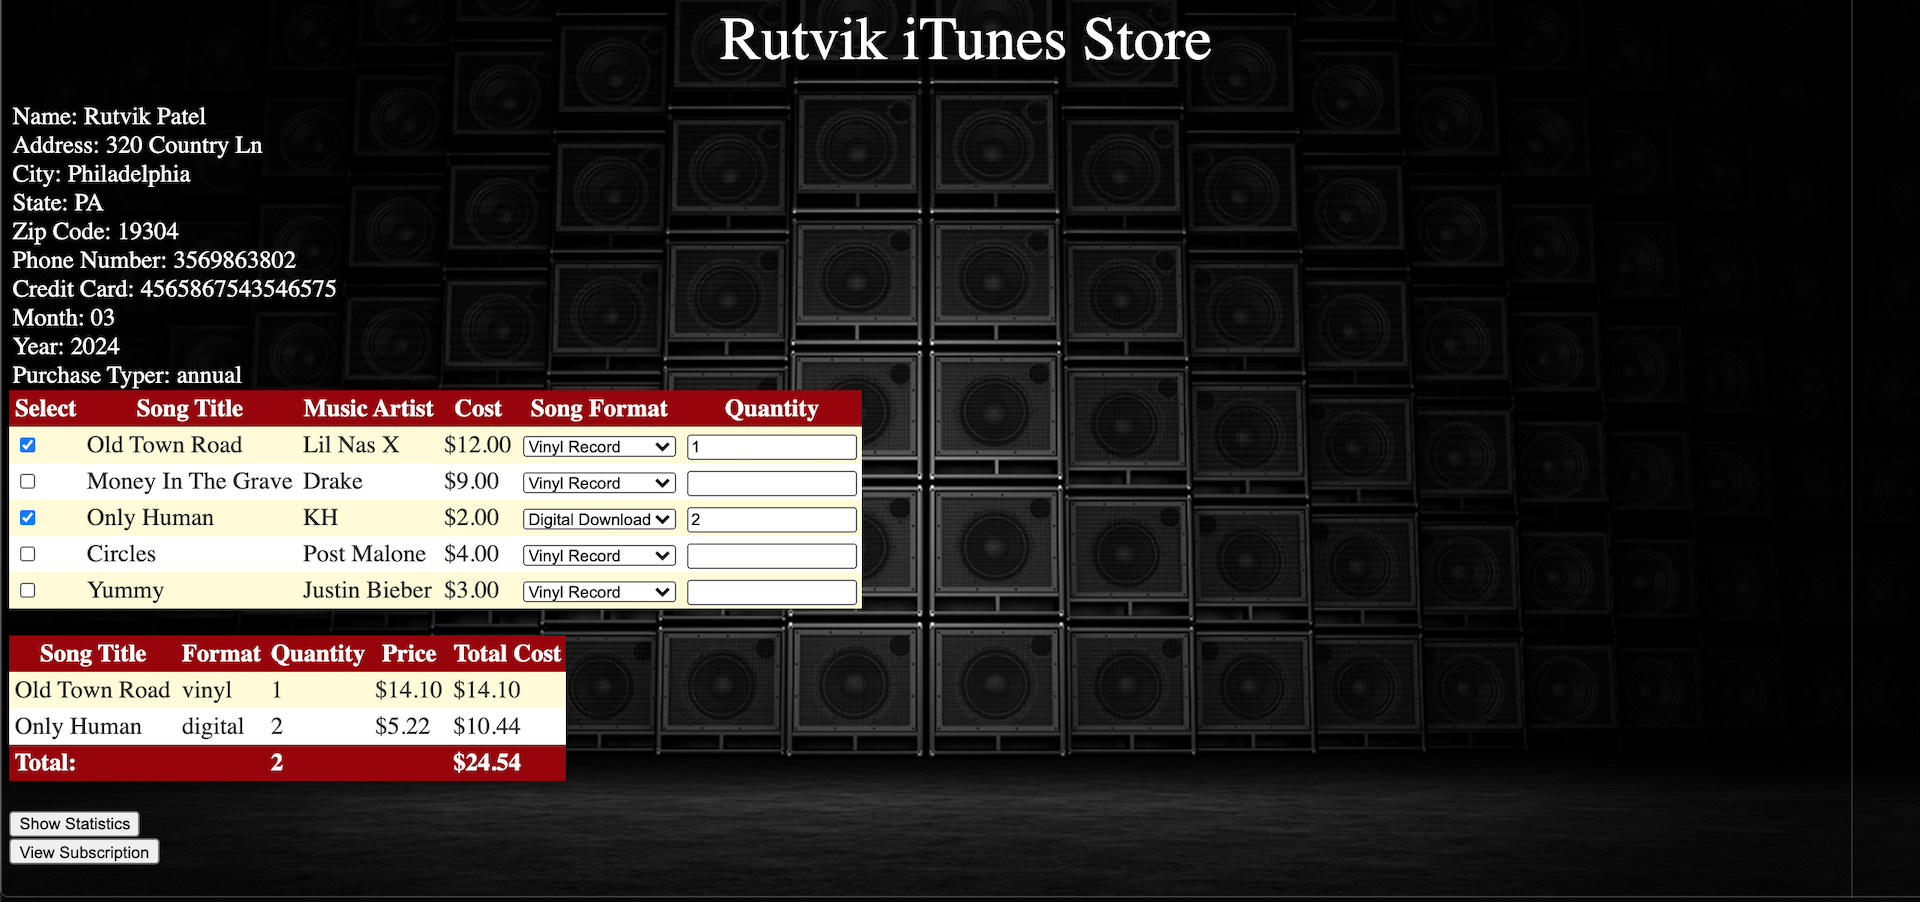 Rutvik iTunes Store
Name: Rutvik Patel
Address: 320 Country Ln
City: Philadelphia
State: PA
Zip Code: 19304
Phone Number: 3569863802
Credit Card: 4565867543546575
Month: 03
Year: 2024
Purchase Typer: annual
Select Song Title Music Artist Cost Song Format Quantity
Old Town Road Lil Nas X $12.00 Vinyl Record 1
Money In The Grave Drake $9.00 Vinyl Record
Only Human KH $2.00 Digital Download 2
Circles Post Malone $4.00 Vinyl Record
Yummy Justin Bieber $3.00 Vinyl Record
Song Title Format Quantity Price Total Cost
Old Town Road vinyl 1 $14.10 $14.10
Only Human digital 2 $5.22 $10.44
Total: 2 $24.54
Show Statistics
View Subscription